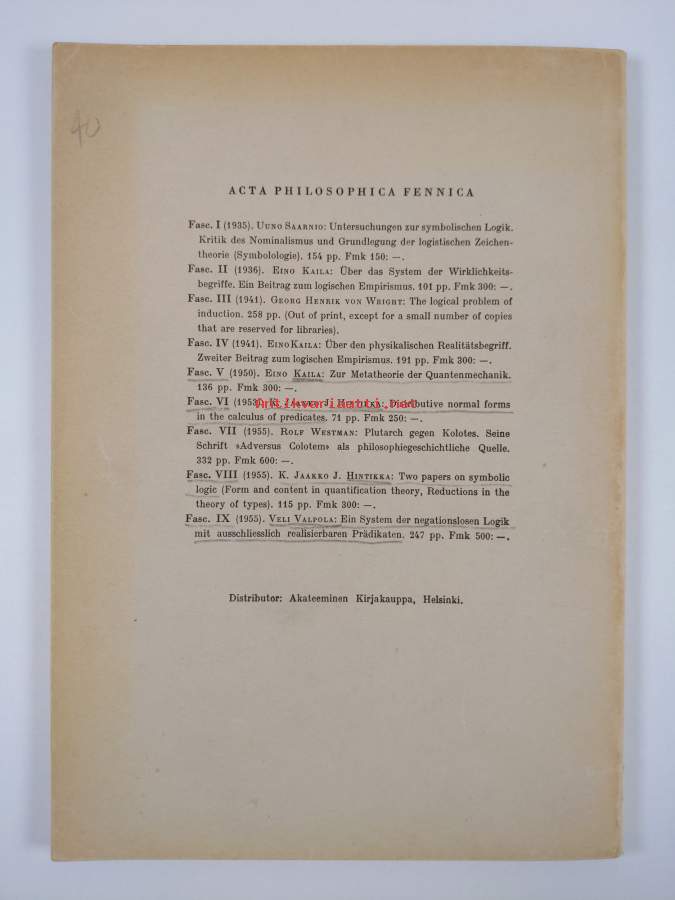 40
ACTA PHILOSOPHICA FENNICA
Fasc. I (1935). UUNO SAARNIO: Untersuchungen zur symbolischen Logik.
Kritik des Nominalismus und Grundlegung der logistischen Zeichen-
theorie (Symbolologie). 154 pp. Fmk 150: —.
Fasc. II (1936). EINO KAILA: Über das System der Wirklichkeits-
begriffe. Ein Beitrag zum logischen Empirismus. 101 pp. Fmk 300: —.
Fasc. III (1941). GEORG HENRIK VON WRIGHT: The logical problem of
induction. 258 pp. (Out of print, except for a small number of copies
that are reserved for libraries).
Fasc. IV (1941). EINO KAILA: Über den physikalischen Realitätsbegriff.
Zweiter Beitrag zum logischen Empirismus. 191 pp. Fmk 300: —.
Fasc. V (1950). EINO KAILA: Zur Metatheorie der Quantenmechanik.
136 pp. Fmk 300: —.
Fasc. VI (1953). K. JAAKKO J. HINTIKKA: Distributive normal forms
in the calculus of predicates. 71 pp. Fmk 250: —.
Fasc. VII (1955). ROLF WESTMAN: Plutarch gegen Kolotes. Seine
Schrift »Adversus Colotem» als philosophiegeschichtliche Quelle.
332 pp. Fmk 600: —.
Fasc. VIII (1955). K. JAAKKO J. HINTIKKA: Two papers on symbolic
logic (Form and content in quantification theory, Reductions in the
theory of types). 115 pp. Fmk 300: —.
Fasc. IX (1955). VELI VALPOLA: Ein System der negationslosen Logik
mit ausschliesslich realisierbaren Prädikaten. 247 pp. Fmk 500: —.
Distributor: Akateeminen Kirjakauppa, Helsinki.